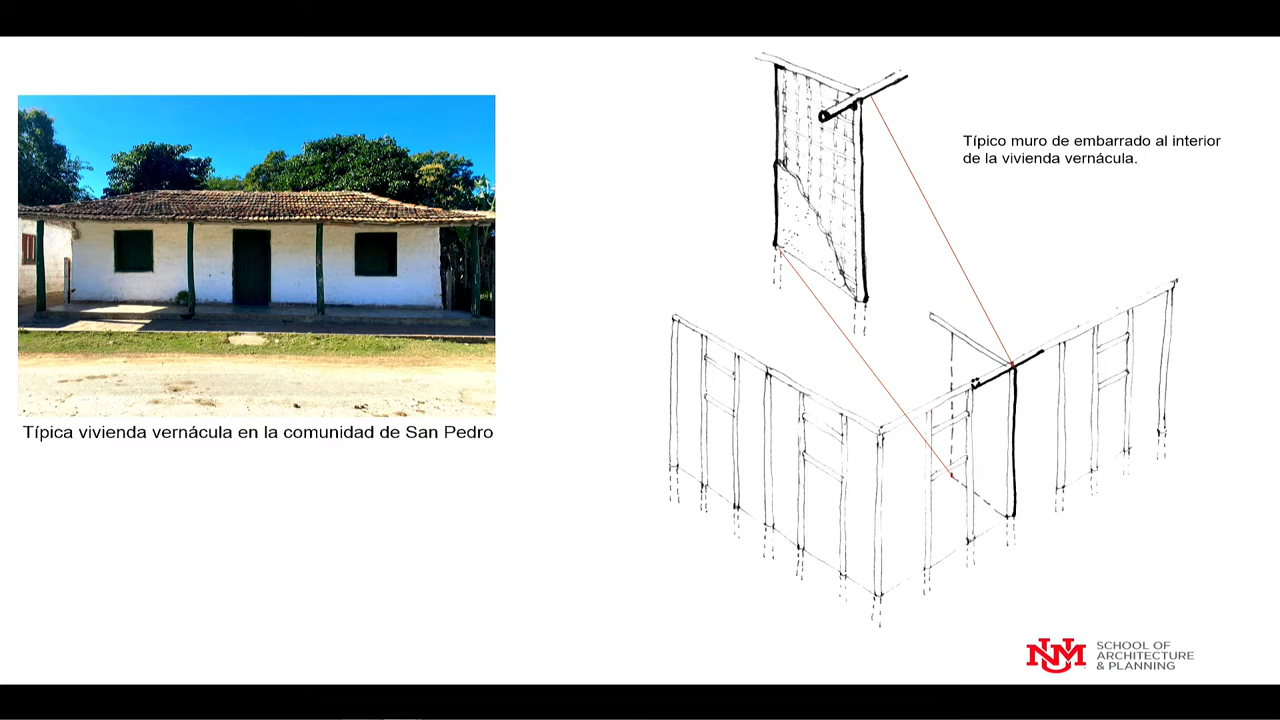 Típico muro de embarrado al interior
de la vivienda vernácula.
Típica vivienda vernácula en la comunidad de San Pedro
UNM
SCHOOL OF
ARCHITECTURE
& PLANNING